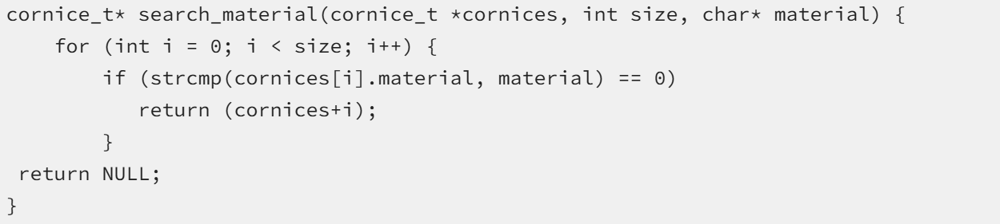 cornice_t* search_material(cornice_t *cornices, int size, char* material) {
    for (int i = 0; i < size; i++) {
        if (strcmp(cornices[i].material, material) == 0)
           return (cornices+i);
        }
 return NULL;
}